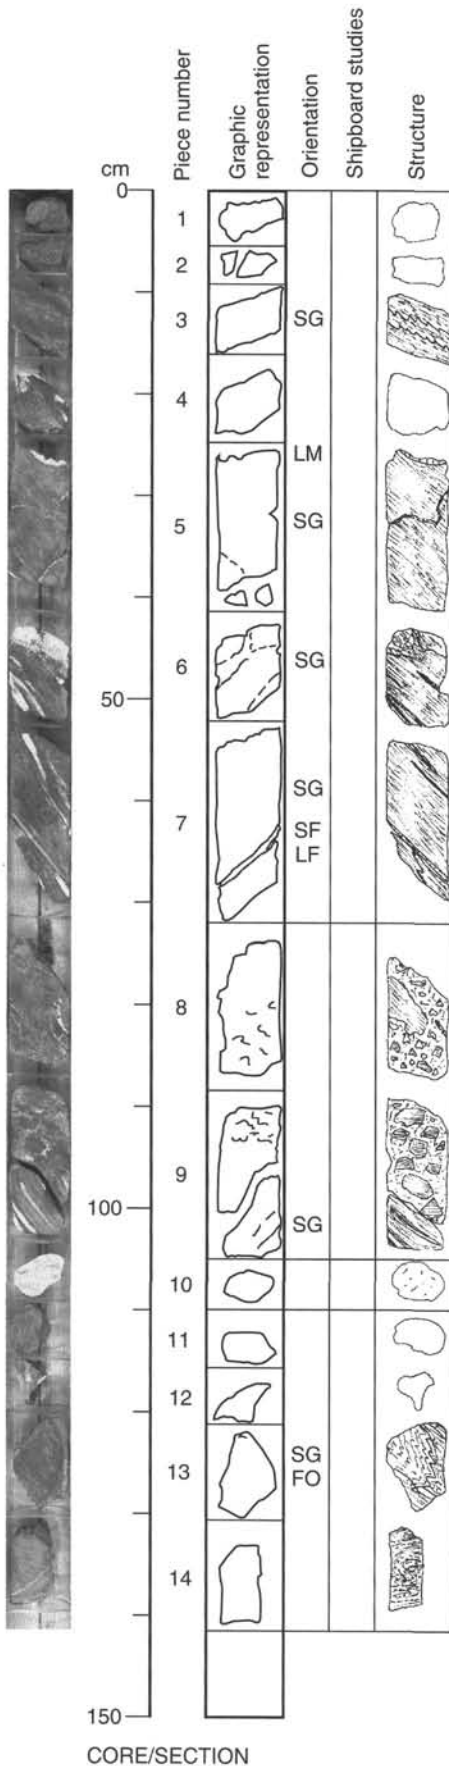 cm
Piece number
Graphic
representation
Orientation
Shipboard studies
Structure
0
1
2
3
SG
4
LM
5
SG
6
SG
50
7
SG
SF
LF
8
9
100
SG
10
11
12
13
SG
FO
14
150
CORE/SECTION